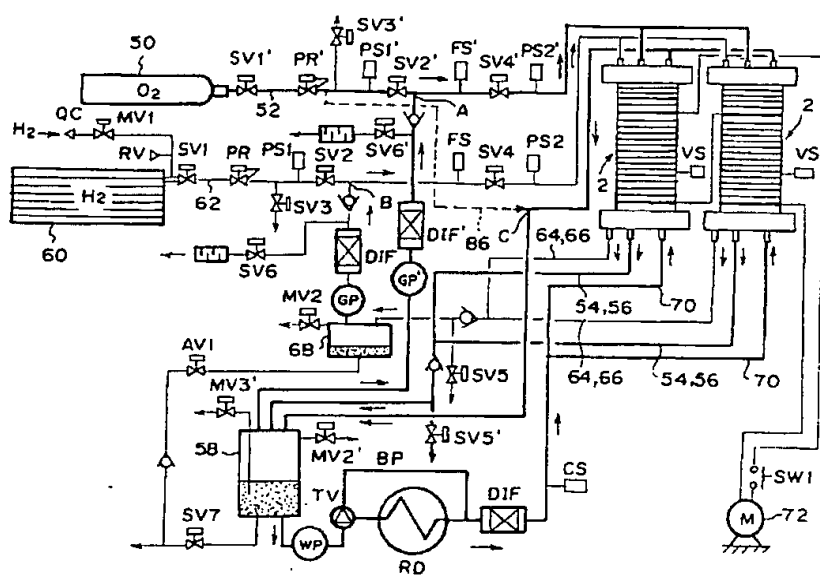 50
O₂
SV1'
PR'
52
SV3'
PS1'
SV2'
FS'
SV4'
PS2'
A
QC
MV1
H₂
RV
SV1
PR
PS1
SV2
SV6'
FS
SV4
PS2
2
2
VS
VS
H₂
62
SV3
B
86
C
60
SV6
DIF
DIF'
64,66
GP
GP'
MV2
68
54,56
70
AV1
64,66
54,56
70
SV5
MV3'
SV5'
58
MV2'
BP
CS
SW1
TV
DIF
SV7
WP
RD
M
72